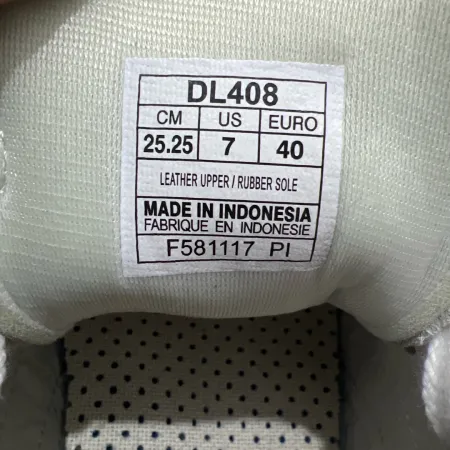 DL408
CM US EURO
25.25 7 40
LEATHER UPPER / RUBBER SOLE
MADE IN INDONESIA
FABRIQUE EN INDONESIE
F581117 PI